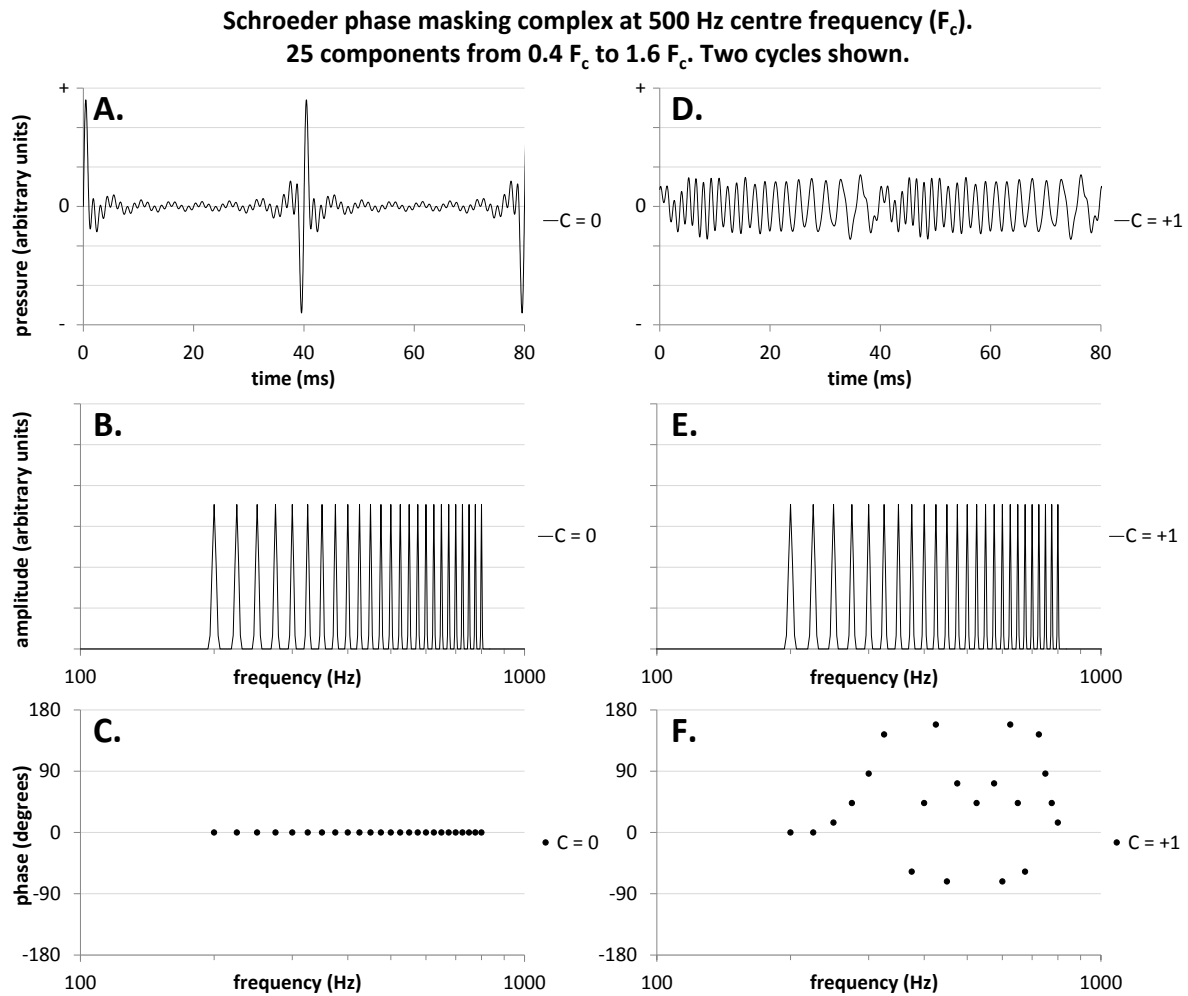 Schroeder phase masking complex at 500 Hz centre frequency (Fc).
25 components from 0.4 Fc to 1.6 Fc. Two cycles shown.
A.
+
0
-
pressure (arbitrary units)
0 20 40 60 80
time (ms)
C = 0
D.
+
0
-
0 20 40 60 80
time (ms)
C = +1
B.
amplitude (arbitrary units)
100 1000
frequency (Hz)
C = 0
E.
100 1000
frequency (Hz)
C = +1
C.
180
90
0
-90
-180
phase (degrees)
100 1000
frequency (Hz)
C = 0
F.
180
90
0
-90
-180
100 1000
frequency (Hz)
C = +1